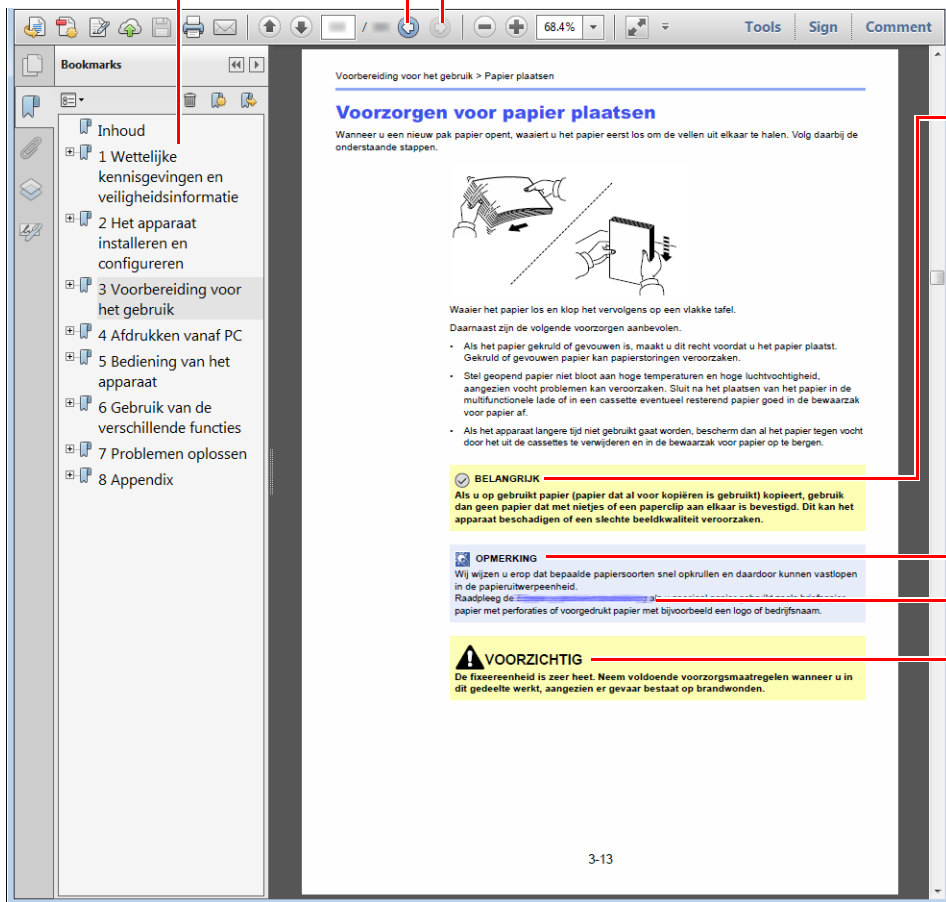 68.4%
Tools
Sign
Comment
Bookmarks
Inhoud
1 Wettelijke
kennisgevingen en
veiligheidsinformatie
2 Het apparaat
installeren en
configureren
3 Voorbereiding voor
het gebruik
4 Afdrukken vanaf PC
5 Bediening van het
apparaat
6 Gebruik van de
verschillende functies
7 Problemen oplossen
8 Appendix
Voorbereiding voor het gebruik > Papier plaatsen
Voorzorgen voor papier plaatsen
Wanneer u een nieuw pak papier opent, waaiert u het papier eerst los om de vellen uit elkaar te halen. Volg daarbij de
onderstaande stappen.
Waaier het papier los en klop het vervolgens op een vlakke tafel.
Daarnaast zijn de volgende voorzorgen aanbevolen.
• Als het papier gekruld of gevouwen is, maakt u dit recht voordat u het papier plaatst.
Gekruld of gevouwen papier kan papierstoringen veroorzaken.
• Stel geopend papier niet bloot aan hoge temperaturen en hoge luchtvochtigheid,
aangezien vocht problemen kan veroorzaken. Sluit na het plaatsen van het papier in de
multifunctionele lade of in een cassette eventueel resterend papier goed in de bewaarzak
voor papier af.
• Als het apparaat langere tijd niet gebruikt gaat worden, bescherm dan al het papier tegen vocht
door het uit de cassettes te verwijderen en in de bewaarzak voor papier op te bergen.
BELANGRIJK
Als u op gebruikt papier (papier dat al voor kopiëren is gebruikt) kopieert, gebruik
dan geen papier dat met nietjes of een paperclip aan elkaar is bevestigd. Dit kan het
apparaat beschadigen of een slechte beeldkwaliteit veroorzaken.
OPMERKING
Wij wijzen u erop dat bepaalde papiersoorten snel opkrullen en daardoor kunnen vastlopen
in de papieruitwerpeenheid.
Raadpleeg de als u speciaal papier gebruikt zoals briefpapier,
papier met perforaties of voorgedrukt papier met bijvoorbeeld een logo of bedrijfsnaam.
VOORZICHTIG
De fixeereenheid is zeer heet. Neem voldoende voorzorgsmaatregelen wanneer u in
dit gedeelte werkt, aangezien er gevaar bestaat op brandwonden.
3-13